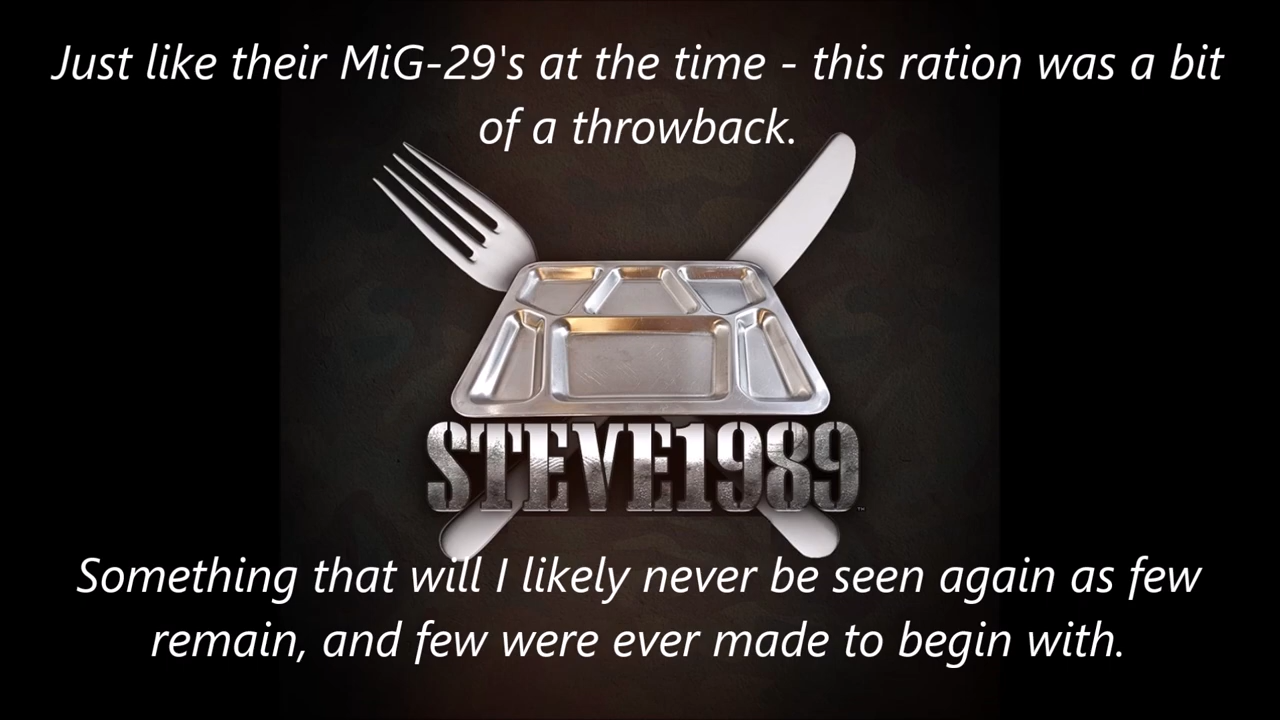 Just like their MiG-29's at the time - this ration was a bit
of a throwback.
STEVE1989
Something that will I likely never be seen again as few
remain, and few were ever made to begin with.